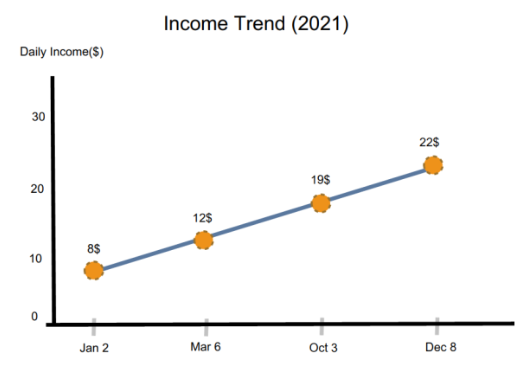 Income Trend (2021)
Daily Income($)
30
22$
20
19$
12$
10
8$
0
Jan 2
Mar 6
Oct 3
Dec 8